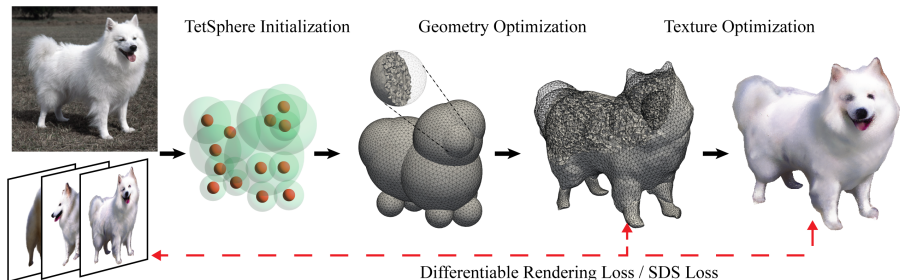 TetSphere Initialization
Geometry Optimization
Texture Optimization
Differentiable Rendering Loss / SDS Loss